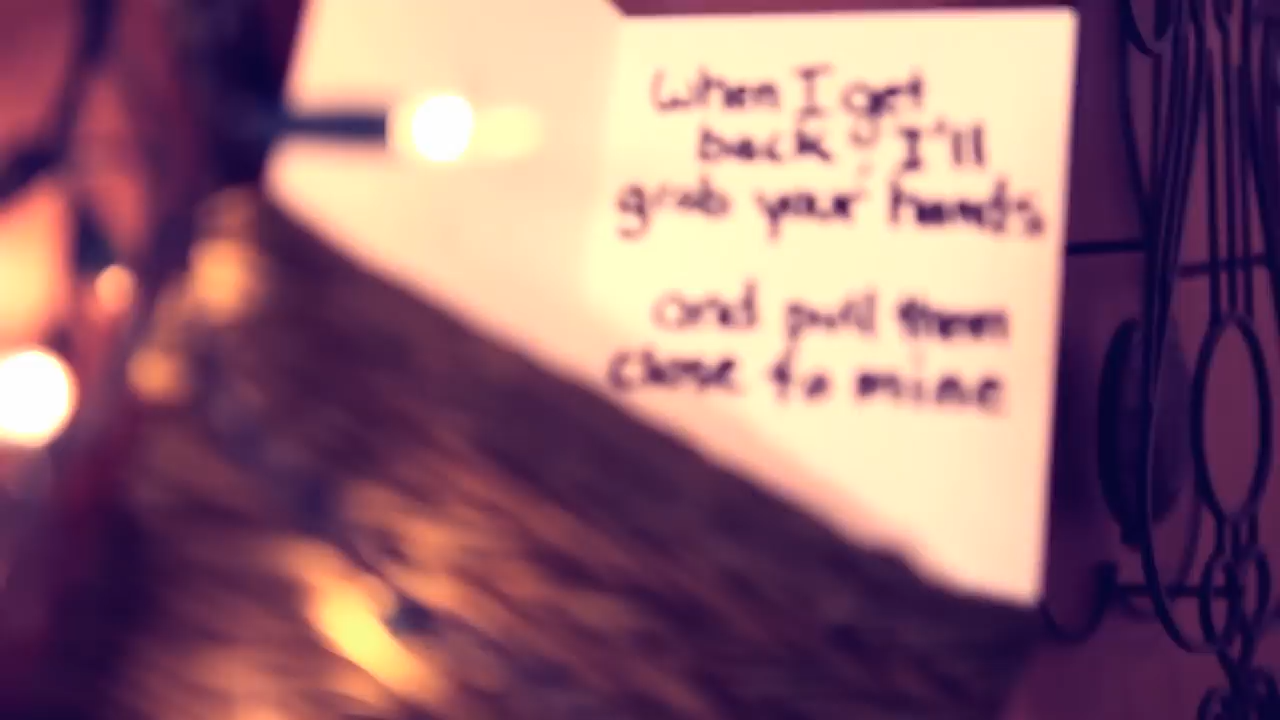 When I get
back, I'll
grab your hands
and pull them
close to mine